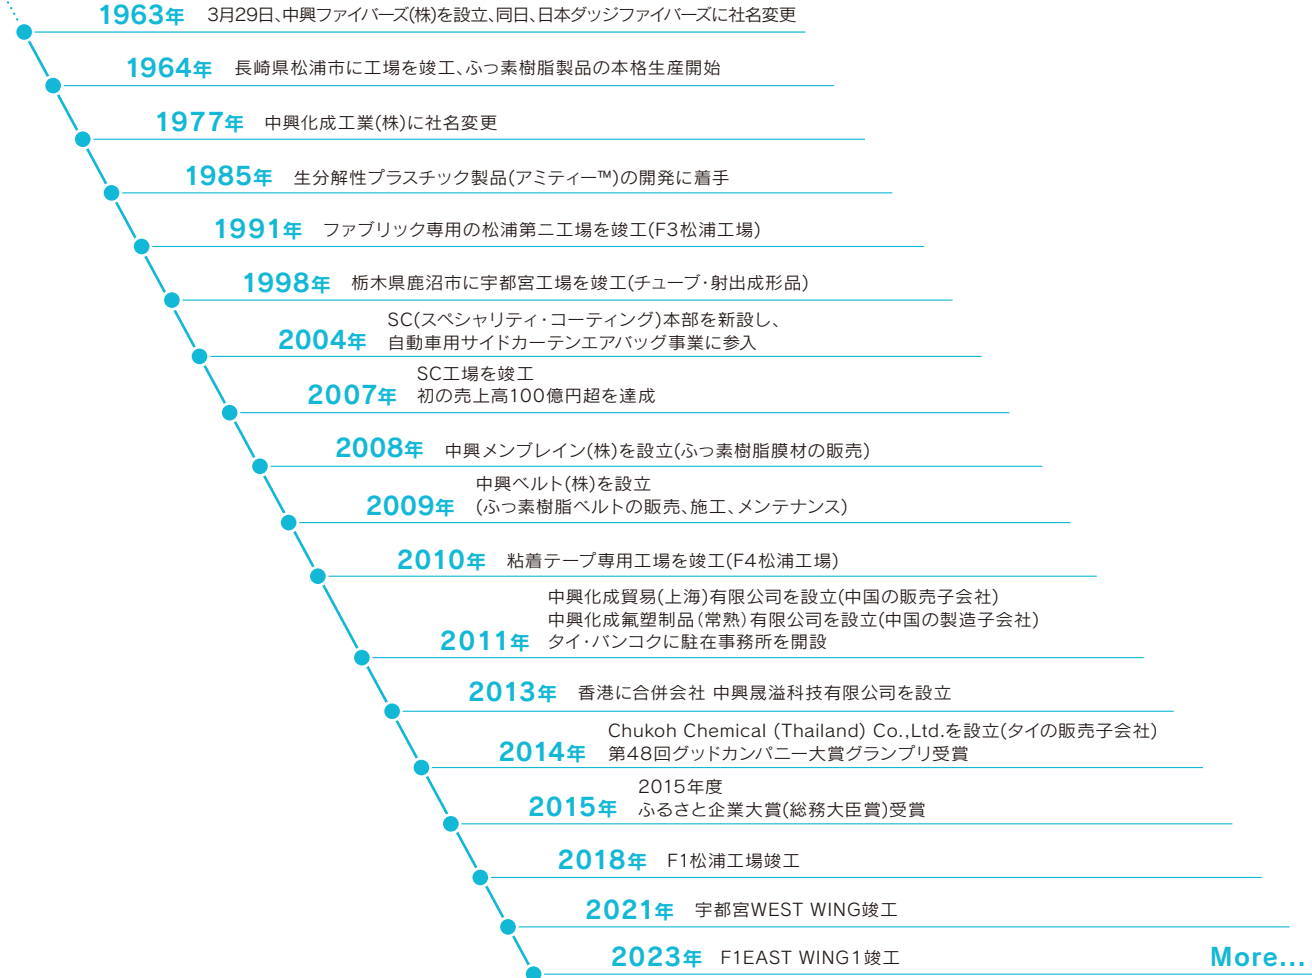 1963年 3月29日、中興ファイバーズ(株)を設立、同日、日本ダッジファイバーズに社名変更
1964年 長崎県松浦市に工場を竣工、ふっ素樹脂製品の本格生産開始
1977年 中興化成工業(株)に社名変更
1985年 生分解性プラスチック製品(アミティー™)の開発に着手
1991年 ファブリック専用の松浦第二工場を竣工(F3松浦工場)
1998年 栃木県鹿沼市に宇都宮工場を竣工(チューブ・射出成形品)
2004年 SC(スペシャリティ・コーティング)本部を新設し、
自動車用サイドカーテンエアバッグ事業に参入
2007年 SC工場を竣工
初の売上高100億円超を達成
2008年 中興メンブレイン(株)を設立(ふっ素樹脂膜材の販売)
2009年 中興ベルト(株)を設立
(ふっ素樹脂ベルトの販売、施工、メンテナンス)
2010年 粘着テープ専用工場を竣工(F4松浦工場)
2011年 中興化成貿易(上海)有限公司を設立(中国の販売子会社)
中興化成氟塑制品(常熟)有限公司を設立(中国の製造子会社)
タイ・バンコクに駐在事務所を開設
2013年 香港に合併会社 中興晟溢科技有限公司を設立
2014年 Chukoh Chemical (Thailand) Co.,Ltd.を設立(タイの販売子会社)
第48回グッドカンパニー大賞グランプリ受賞
2015年 2015年度
ふるさと企業大賞(総務大臣賞)受賞
2018年 F1松浦工場竣工
2021年 宇都宮WEST WING竣工
2023年 F1EAST WING1竣工
More...